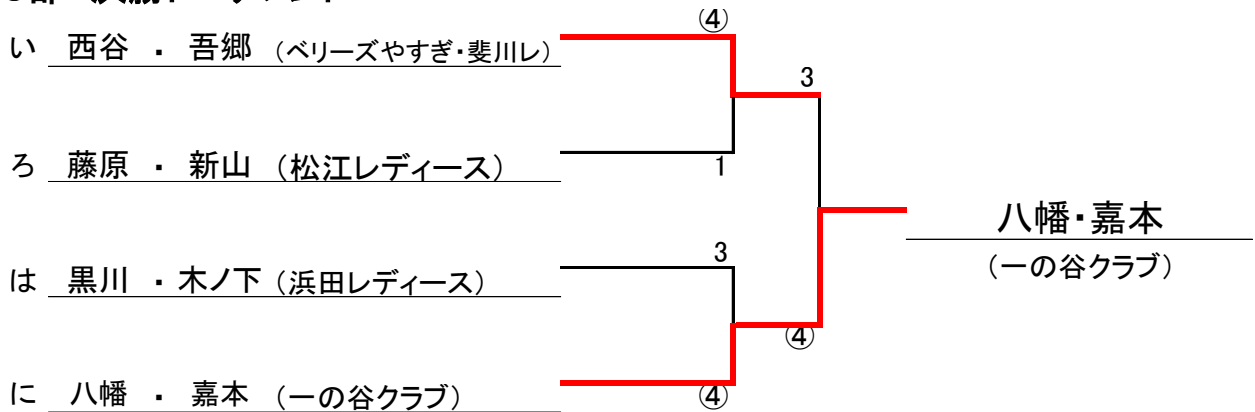 ④
い 西谷 ・ 吾郷 (ベリーズやすぎ・斐川レ)
3
ろ 藤原 ・ 新山 (松江レディース)
1
八幡・嘉本
(一の谷クラブ)
3
は 黒川 ・ 木ノ下 (浜田レディース)
④
に 八幡 ・ 嘉本 (一の谷クラブ)
④